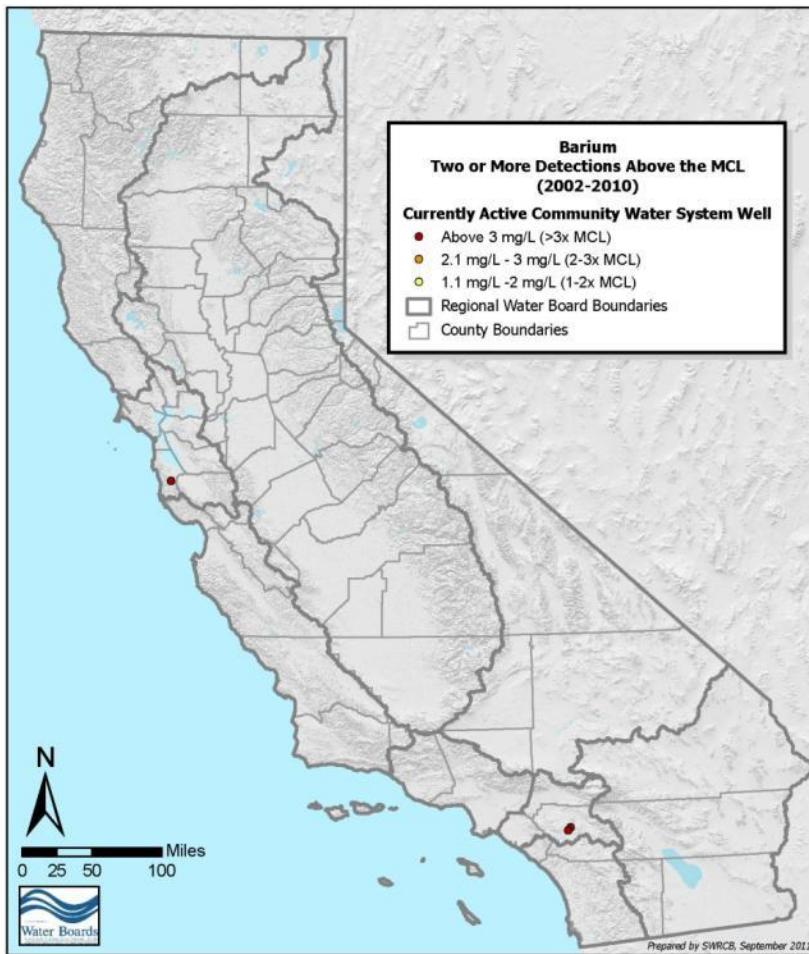 Barium
Two or More Detections Above the MCL
(2002-2010)
Currently Active Community Water System Well
Above 3 mg/L (>3x MCL)
2.1 mg/L - 3 mg/L (2-3x MCL)
1.1 mg/L -2 mg/L (1-2x MCL)
Regional Water Board Boundaries
County Boundaries
N
Miles
0 25 50 100
Water Boards
Prepared by SWRCB, September 2011